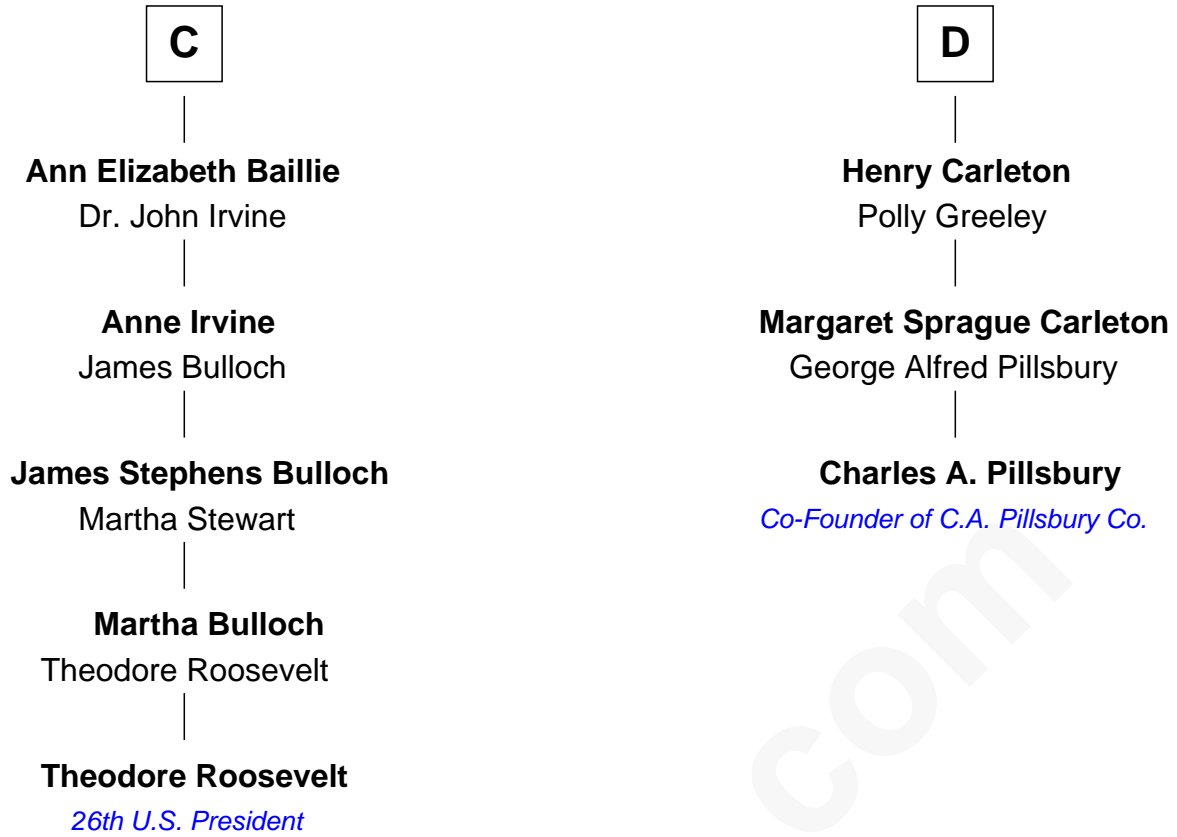 C
Ann Elizabeth Baillie
Dr. John Irvine
Anne Irvine
James Bulloch
James Stephens Bulloch
Martha Stewart
Martha Bulloch
Theodore Roosevelt
Theodore Roosevelt
26th U.S. President
D
Henry Carleton
Polly Greeley
Margaret Sprague Carleton
George Alfred Pillsbury
Charles A. Pillsbury
Co-Founder of C.A. Pillsbury Co.
com